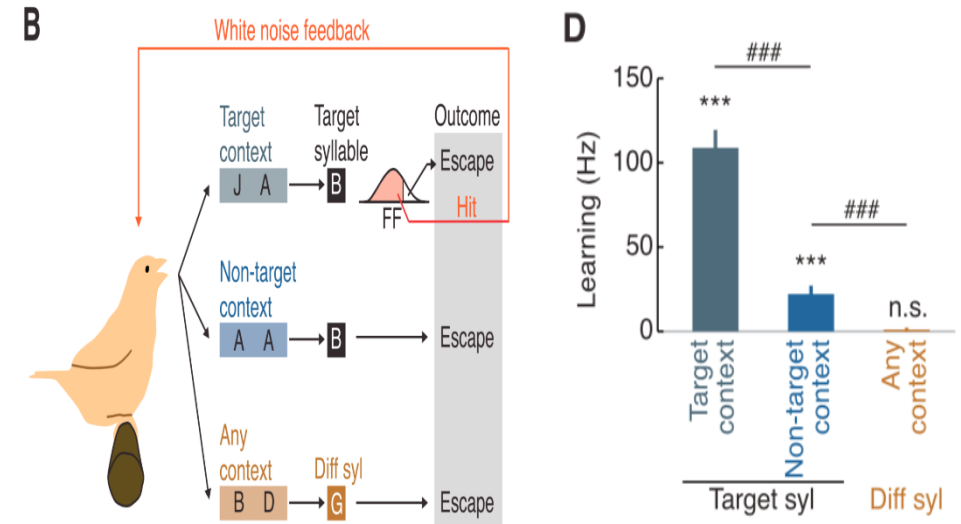 B
White noise feedback
Target
context
Target
syllable
Outcome
J A
B
Escape
FF
Hit
Non-target
context
A A
B
Escape
Any
context
Diff syl
B D
G
Escape
D
###
150
***
100
###
Learning (Hz)
50
***
n.s.
0
Target
context
Non-target
context
Any
context
Target syl
Diff syl